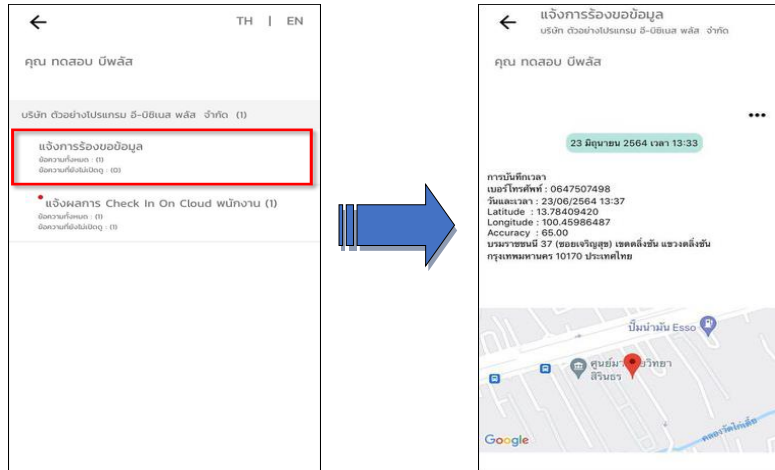 TH | EN
คุณ ทดสอบ บีพลัส
บริษัท ตัวอย่างโปรแกรม อี-บิซิเนส พลัส จำกัด (1)
แจ้งการร้องขอข้อมูล
ข้อความทั้งหมด : (1)
ข้อความที่ยังไม่เปิดดู : (0)
แจ้งผลการ Check In On Cloud พนักงาน (1)
ข้อความทั้งหมด : (1)
ข้อความที่ยังไม่เปิดดู : (1)
แจ้งการร้องขอข้อมูล
บริษัท ตัวอย่างโปรแกรม อี-บิซิเนส พลัส จำกัด
คุณ ทดสอบ บีพลัส
23 มิถุนายน 2564 เวลา 13:33
การบันทึกเวลา
เบอร์โทรศัพท์ : 0647507498
วันและเวลา : 23/06/2564 13:37
Latitude : 13.78409420
Longitude : 100.45986487
Accuracy : 65.00
บรมราชชนนี 37 (ซอยเจริญสุข) เขตตลิ่งชัน แขวงตลิ่งชัน
กรุงเทพมหานคร 10170 ประเทศไทย
ปั๊มน้ำมัน Esso
ศูนย์มา ยวิทยา
สิรินธร
Google